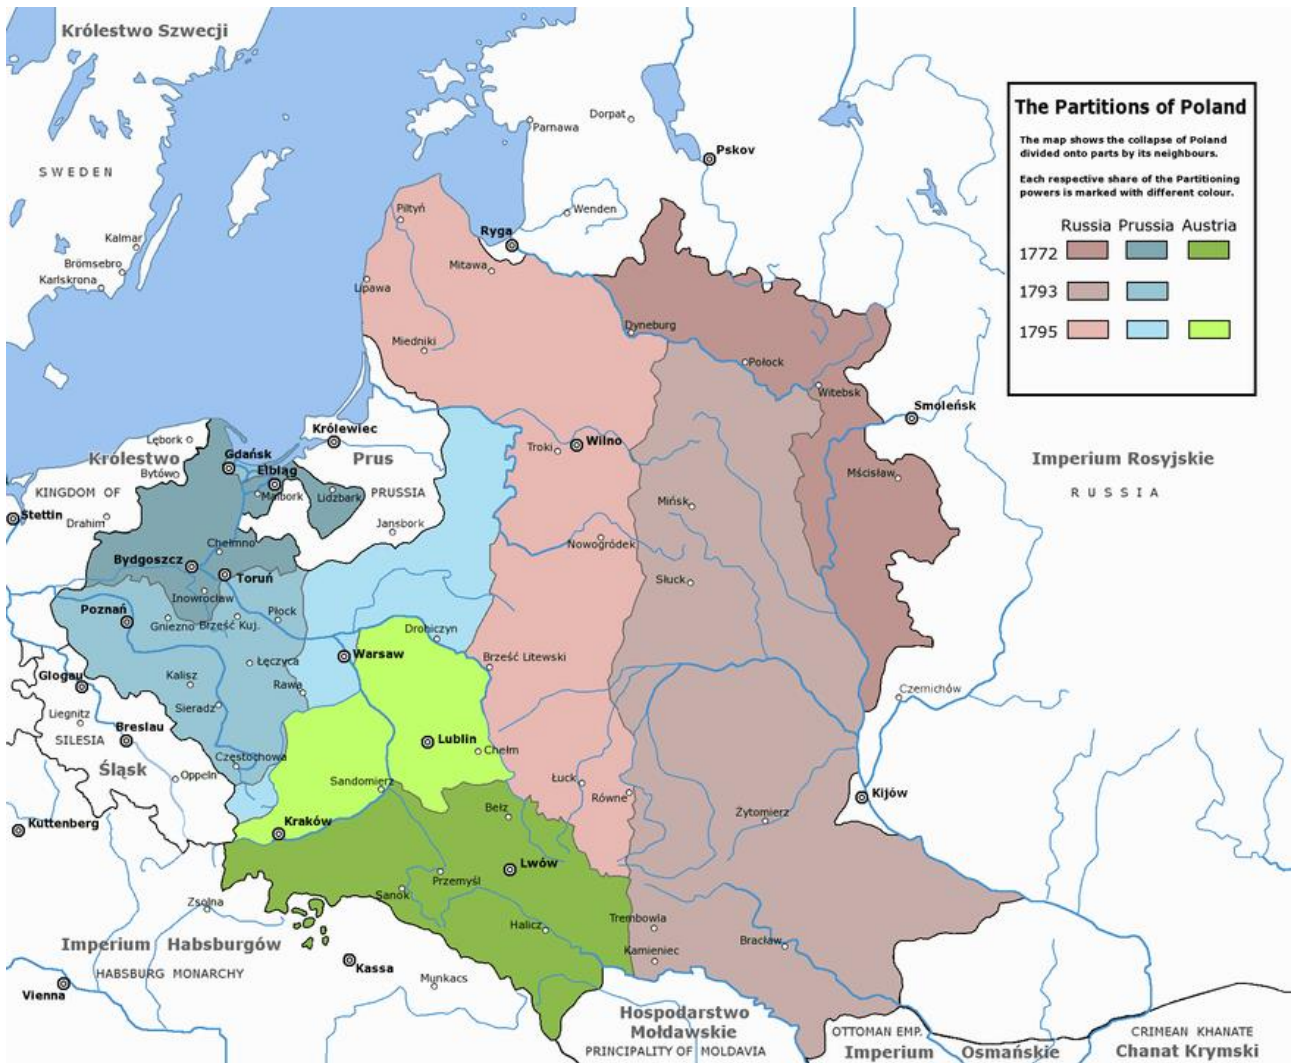 Królestwo Szwecji
SWEDEN
Kalmar
Brömsebro
Karlskrona
Parnawa
Dorpat
Pskov
Wenden
Ryga
Piltyń
Mitawa
Lipawa
Miedniki
Dyneburg
Połock
Witebsk
Smoleńsk
Mścisław
The Partitions of Poland
The map shows the collapse of Poland
divided onto parts by its neighbours.
Each respective share of the Partitioning
powers is marked with different colour.
Russia Prussia Austria
1772
1793
1795
Imperium Rosyjskie
RUSSIA
Lębork
Królestwo
Bytów
KINGDOM OF
Stettin
Drahim
Gdańsk
Elbląg
Malbork
Królewiec
Prus
Lidzbark
PRUSSIA
Jansbork
Troki
Wilno
Mińsk
Nowogródek
Słuck
Chełmno
Bydgoszcz
Toruń
Inowrocław
Poznań
Gniezno
Brześć Kuj.
Płock
Drohiczyn
Warsaw
Brześć Litewski
Łęczyca
Kalisz
Rawa
Sieradz
Glogau
Liegnitz
Breslau
SILESIA
Śląsk
Oppeln
Częstochowa
Lublin
Chełm
Sandomierz
Łuck
Równe
Bełz
Czernichów
Kijów
Żytomierz
Kuttenberg
Kraków
Lwów
Przemyśl
Sanok
Halicz
Trembowla
Kamieniec
Bracław
Zsolna
Imperium Habsburgów
HABSBURG MONARCHY
Vienna
Kassa
Munkacs
Hospodarstwo
Mołdawskie
PRINCIPALITY OF MOLDAVIA
OTTOMAN EMP.
Imperium Osmańskie
CRIMEAN KHANATE
Chanat Krymski